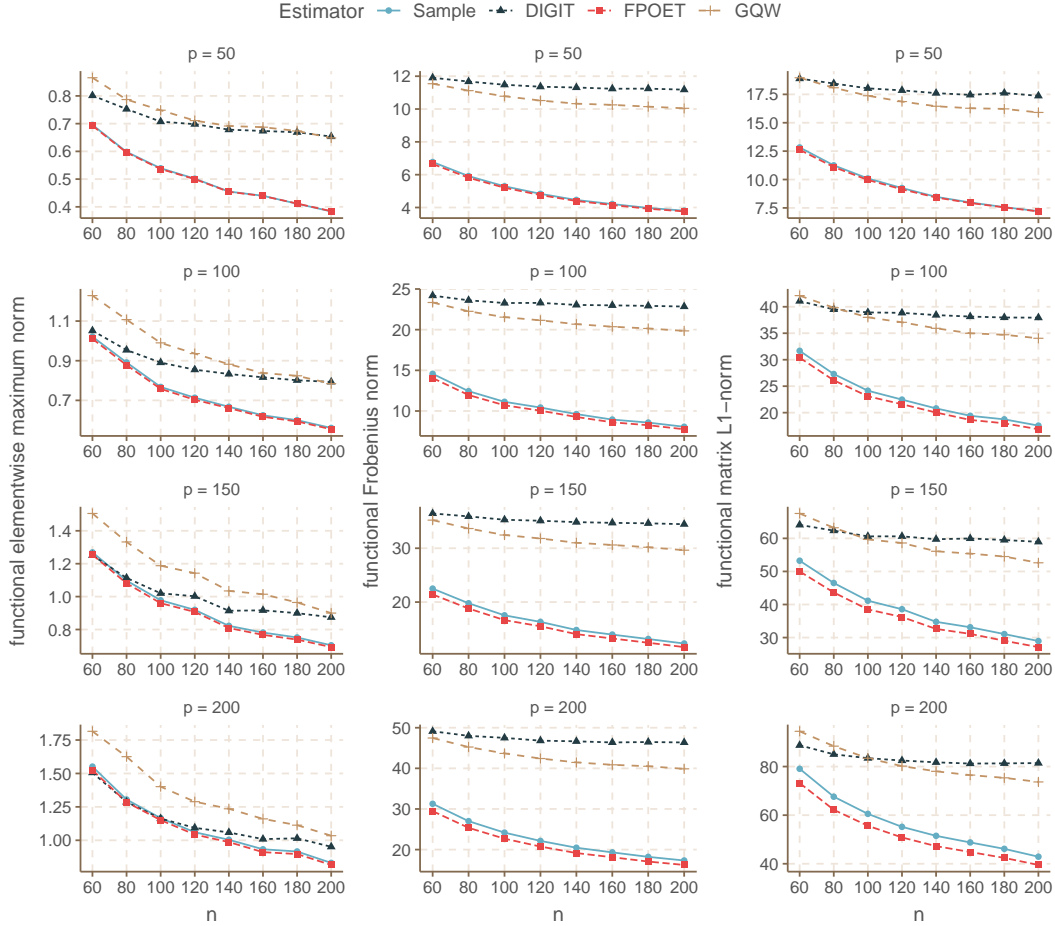 Estimator Sample DIGIT FPOET GQW
functional elementwise maximum norm
p = 50
0.8
0.7
0.6
0.5
0.4
60 80 100 120 140 160 180 200
p = 100
1.1
0.9
0.7
60 80 100 120 140 160 180 200
p = 150
1.4
1.2
1.0
0.8
60 80 100 120 140 160 180 200
p = 200
1.75
1.50
1.25
1.00
60 80 100 120 140 160 180 200
n
functional Frobenius norm
p = 50
12
10
8
6
4
60 80 100 120 140 160 180 200
p = 100
25
20
15
10
60 80 100 120 140 160 180 200
p = 150
30
20
60 80 100 120 140 160 180 200
p = 200
50
40
30
20
60 80 100 120 140 160 180 200
n
functional matrix L1−norm
p = 50
17.5
15.0
12.5
10.0
7.5
60 80 100 120 140 160 180 200
p = 100
40
35
30
25
20
60 80 100 120 140 160 180 200
p = 150
60
50
40
30
60 80 100 120 140 160 180 200
p = 200
80
60
40
60 80 100 120 140 160 180 200
n